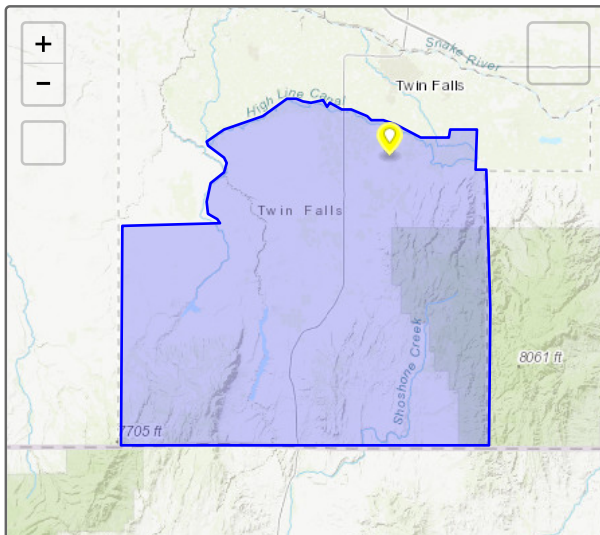 +
−
Snake River
Twin Falls
High Line Canal
Twin Falls
Shoshone Creek
8061 ft
7705 ft